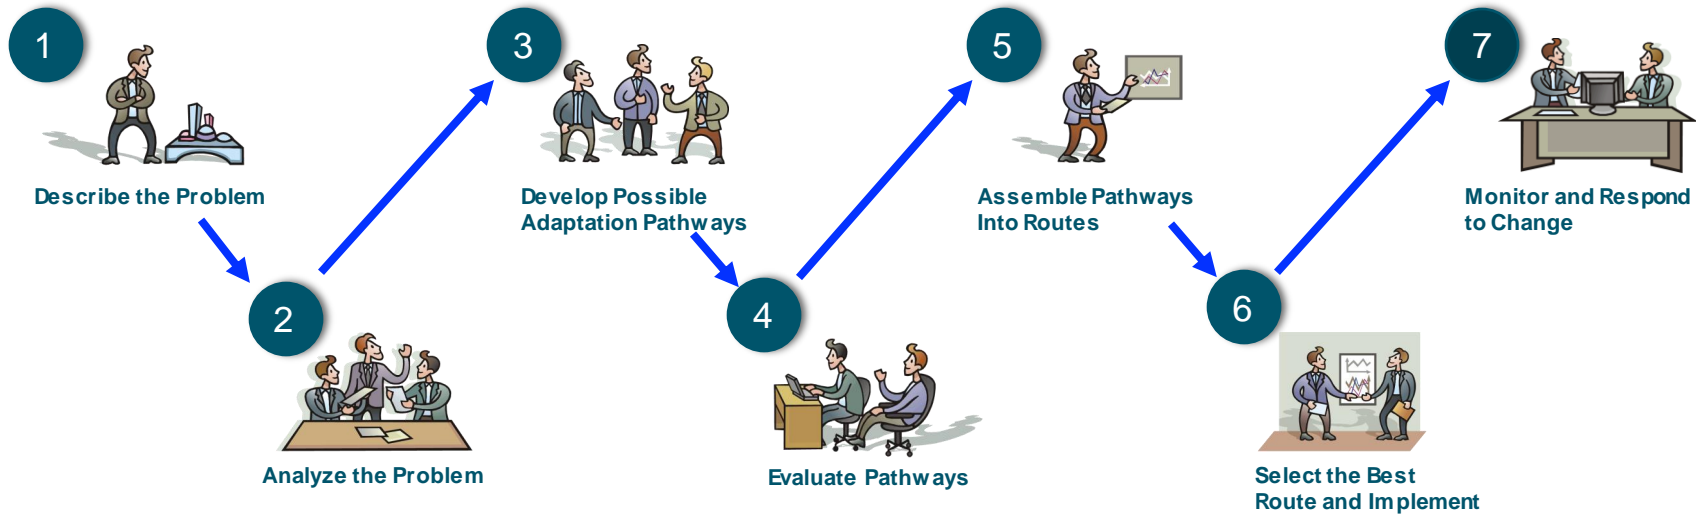 1
Describe the Problem
2
Analyze the Problem
3
Develop Possible
Adaptation Pathways
4
Evaluate Pathways
5
Assemble Pathways
Into Routes
6
Select the Best
Route and Implement
7
Monitor and Respond
to Change